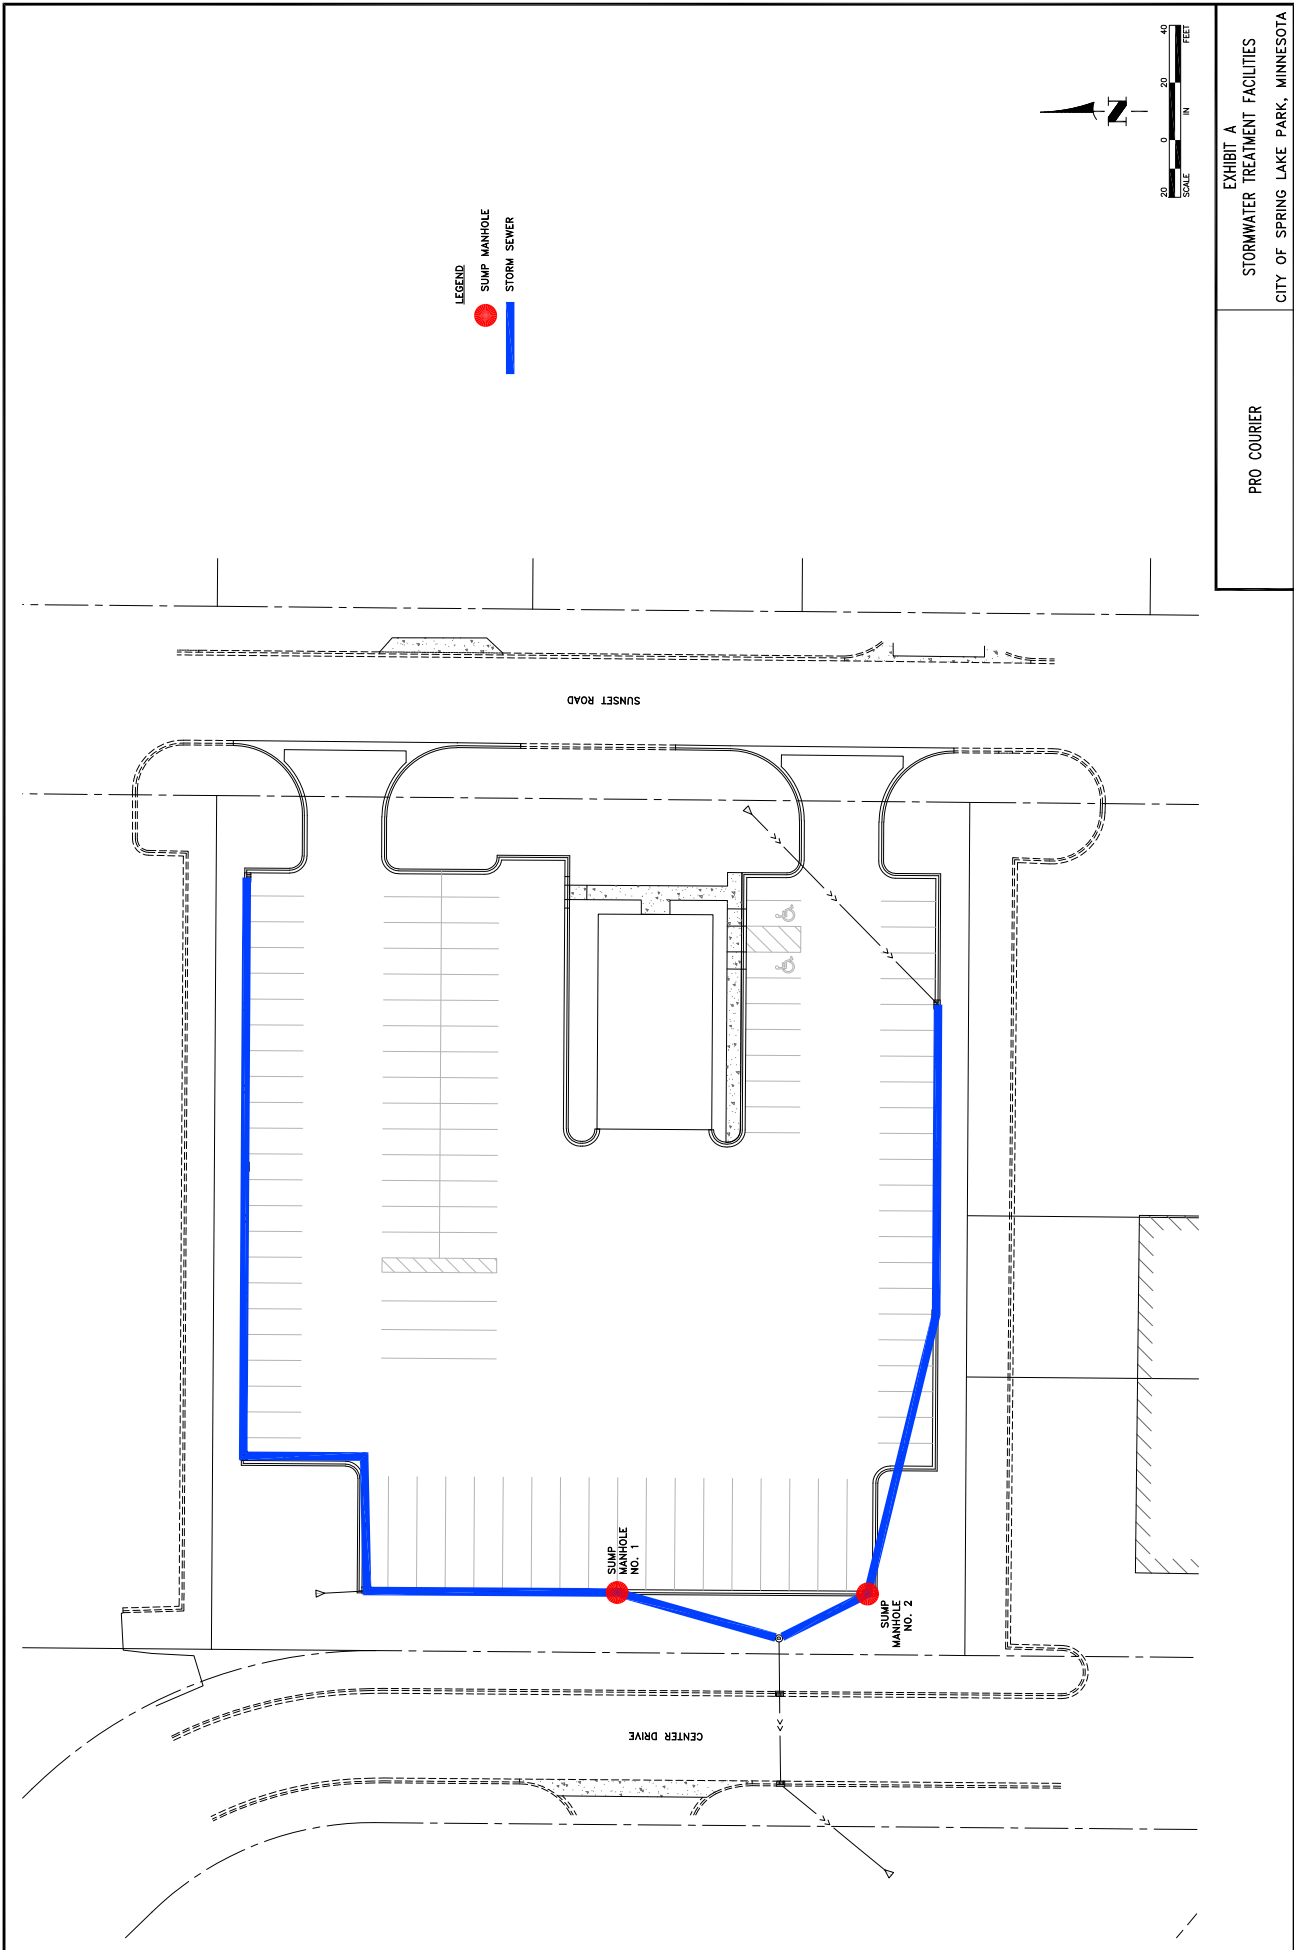 LEGEND
SUMP MANHOLE
STORM SEWER
N
20 0 20 40
SCALE IN FEET
SUNSET ROAD
SUMP
MANHOLE
NO. 1
SUMP
MANHOLE
NO. 2
CENTER DRIVE
PRO COURIER
EXHIBIT A
STORMWATER TREATMENT FACILITIES
CITY OF SPRING LAKE PARK, MINNESOTA